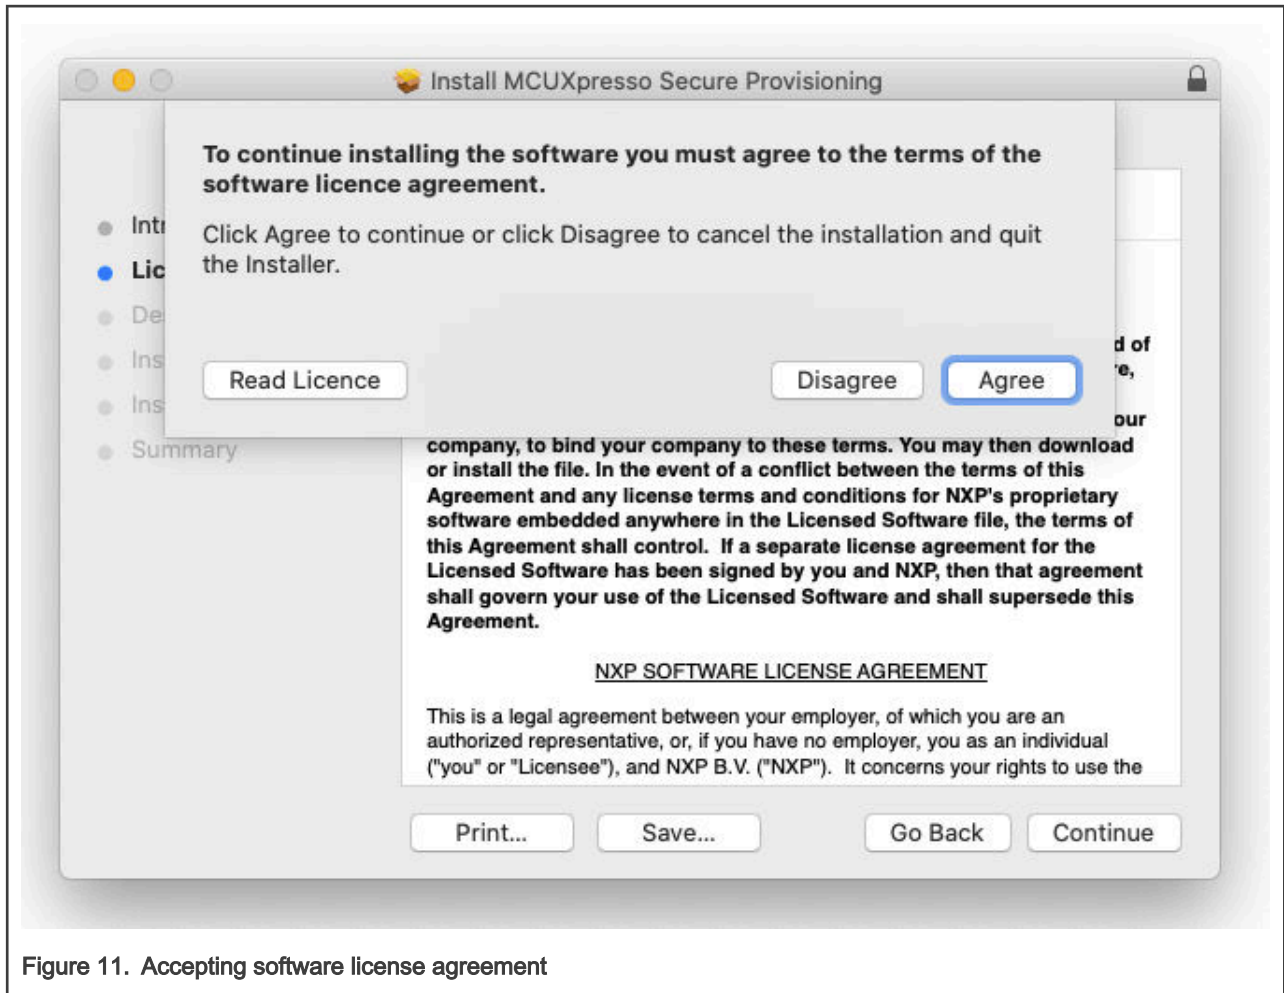 Install MCUXpresso Secure Provisioning
To continue installing the software you must agree to the terms of the
software licence agreement.
Click Agree to continue or click Disagree to cancel the installation and quit
the Installer.
Read Licence
Disagree
Agree
Intr
Lic
De
Ins
Ins
Summary
d of
e,
our
company, to bind your company to these terms. You may then download
or install the file. In the event of a conflict between the terms of this
Agreement and any license terms and conditions for NXP's proprietary
software embedded anywhere in the Licensed Software file, the terms of
this Agreement shall control.  If a separate license agreement for the
Licensed Software has been signed by you and NXP, then that agreement
shall govern your use of the Licensed Software and shall supersede this
Agreement.
NXP SOFTWARE LICENSE AGREEMENT
This is a legal agreement between your employer, of which you are an
authorized representative, or, if you have no employer, you as an individual
("you" or "Licensee"), and NXP B.V. ("NXP").  It concerns your rights to use the
Print...
Save...
Go Back
Continue
Figure 11. Accepting software license agreement